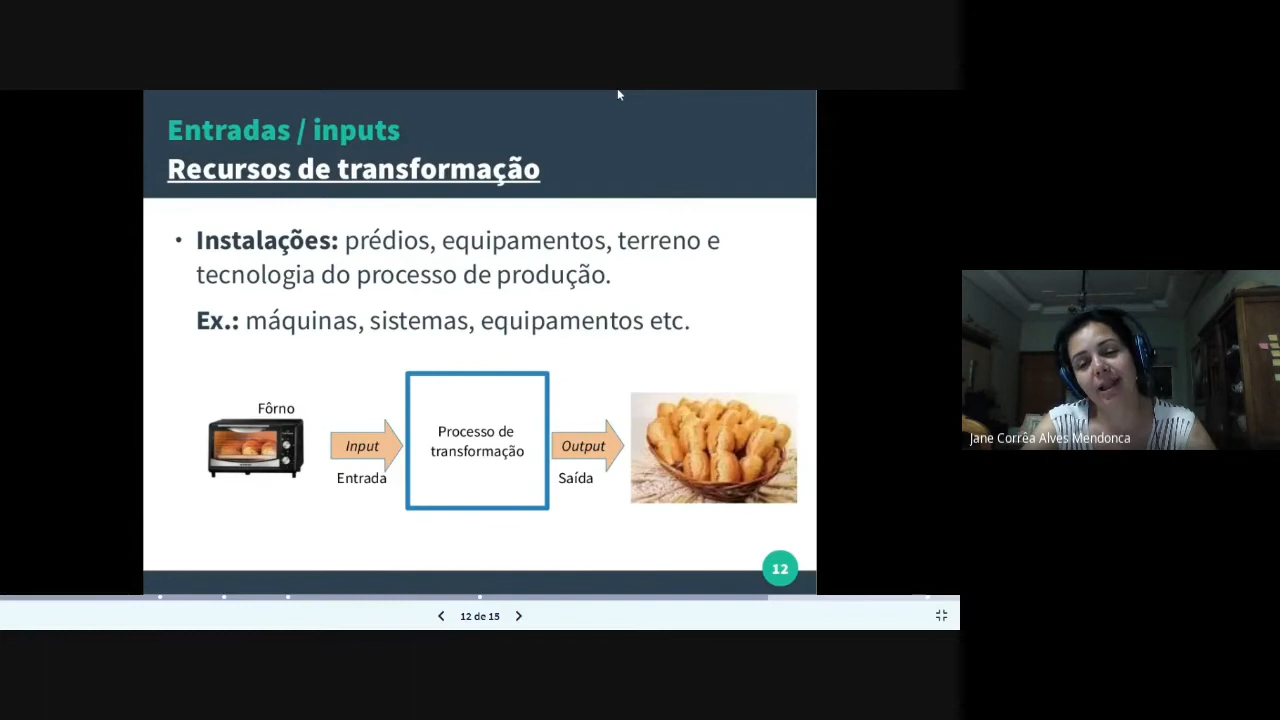 Entradas / inputs
Recursos de transformação
• Instalações: prédios, equipamentos, terreno e
tecnologia do processo de produção.
Ex.: máquinas, sistemas, equipamentos etc.
Fôrno
Input
Entrada
Processo de
transformação
Output
Saída
12
12 de 15
Jane Corrêa Alves Mendonca